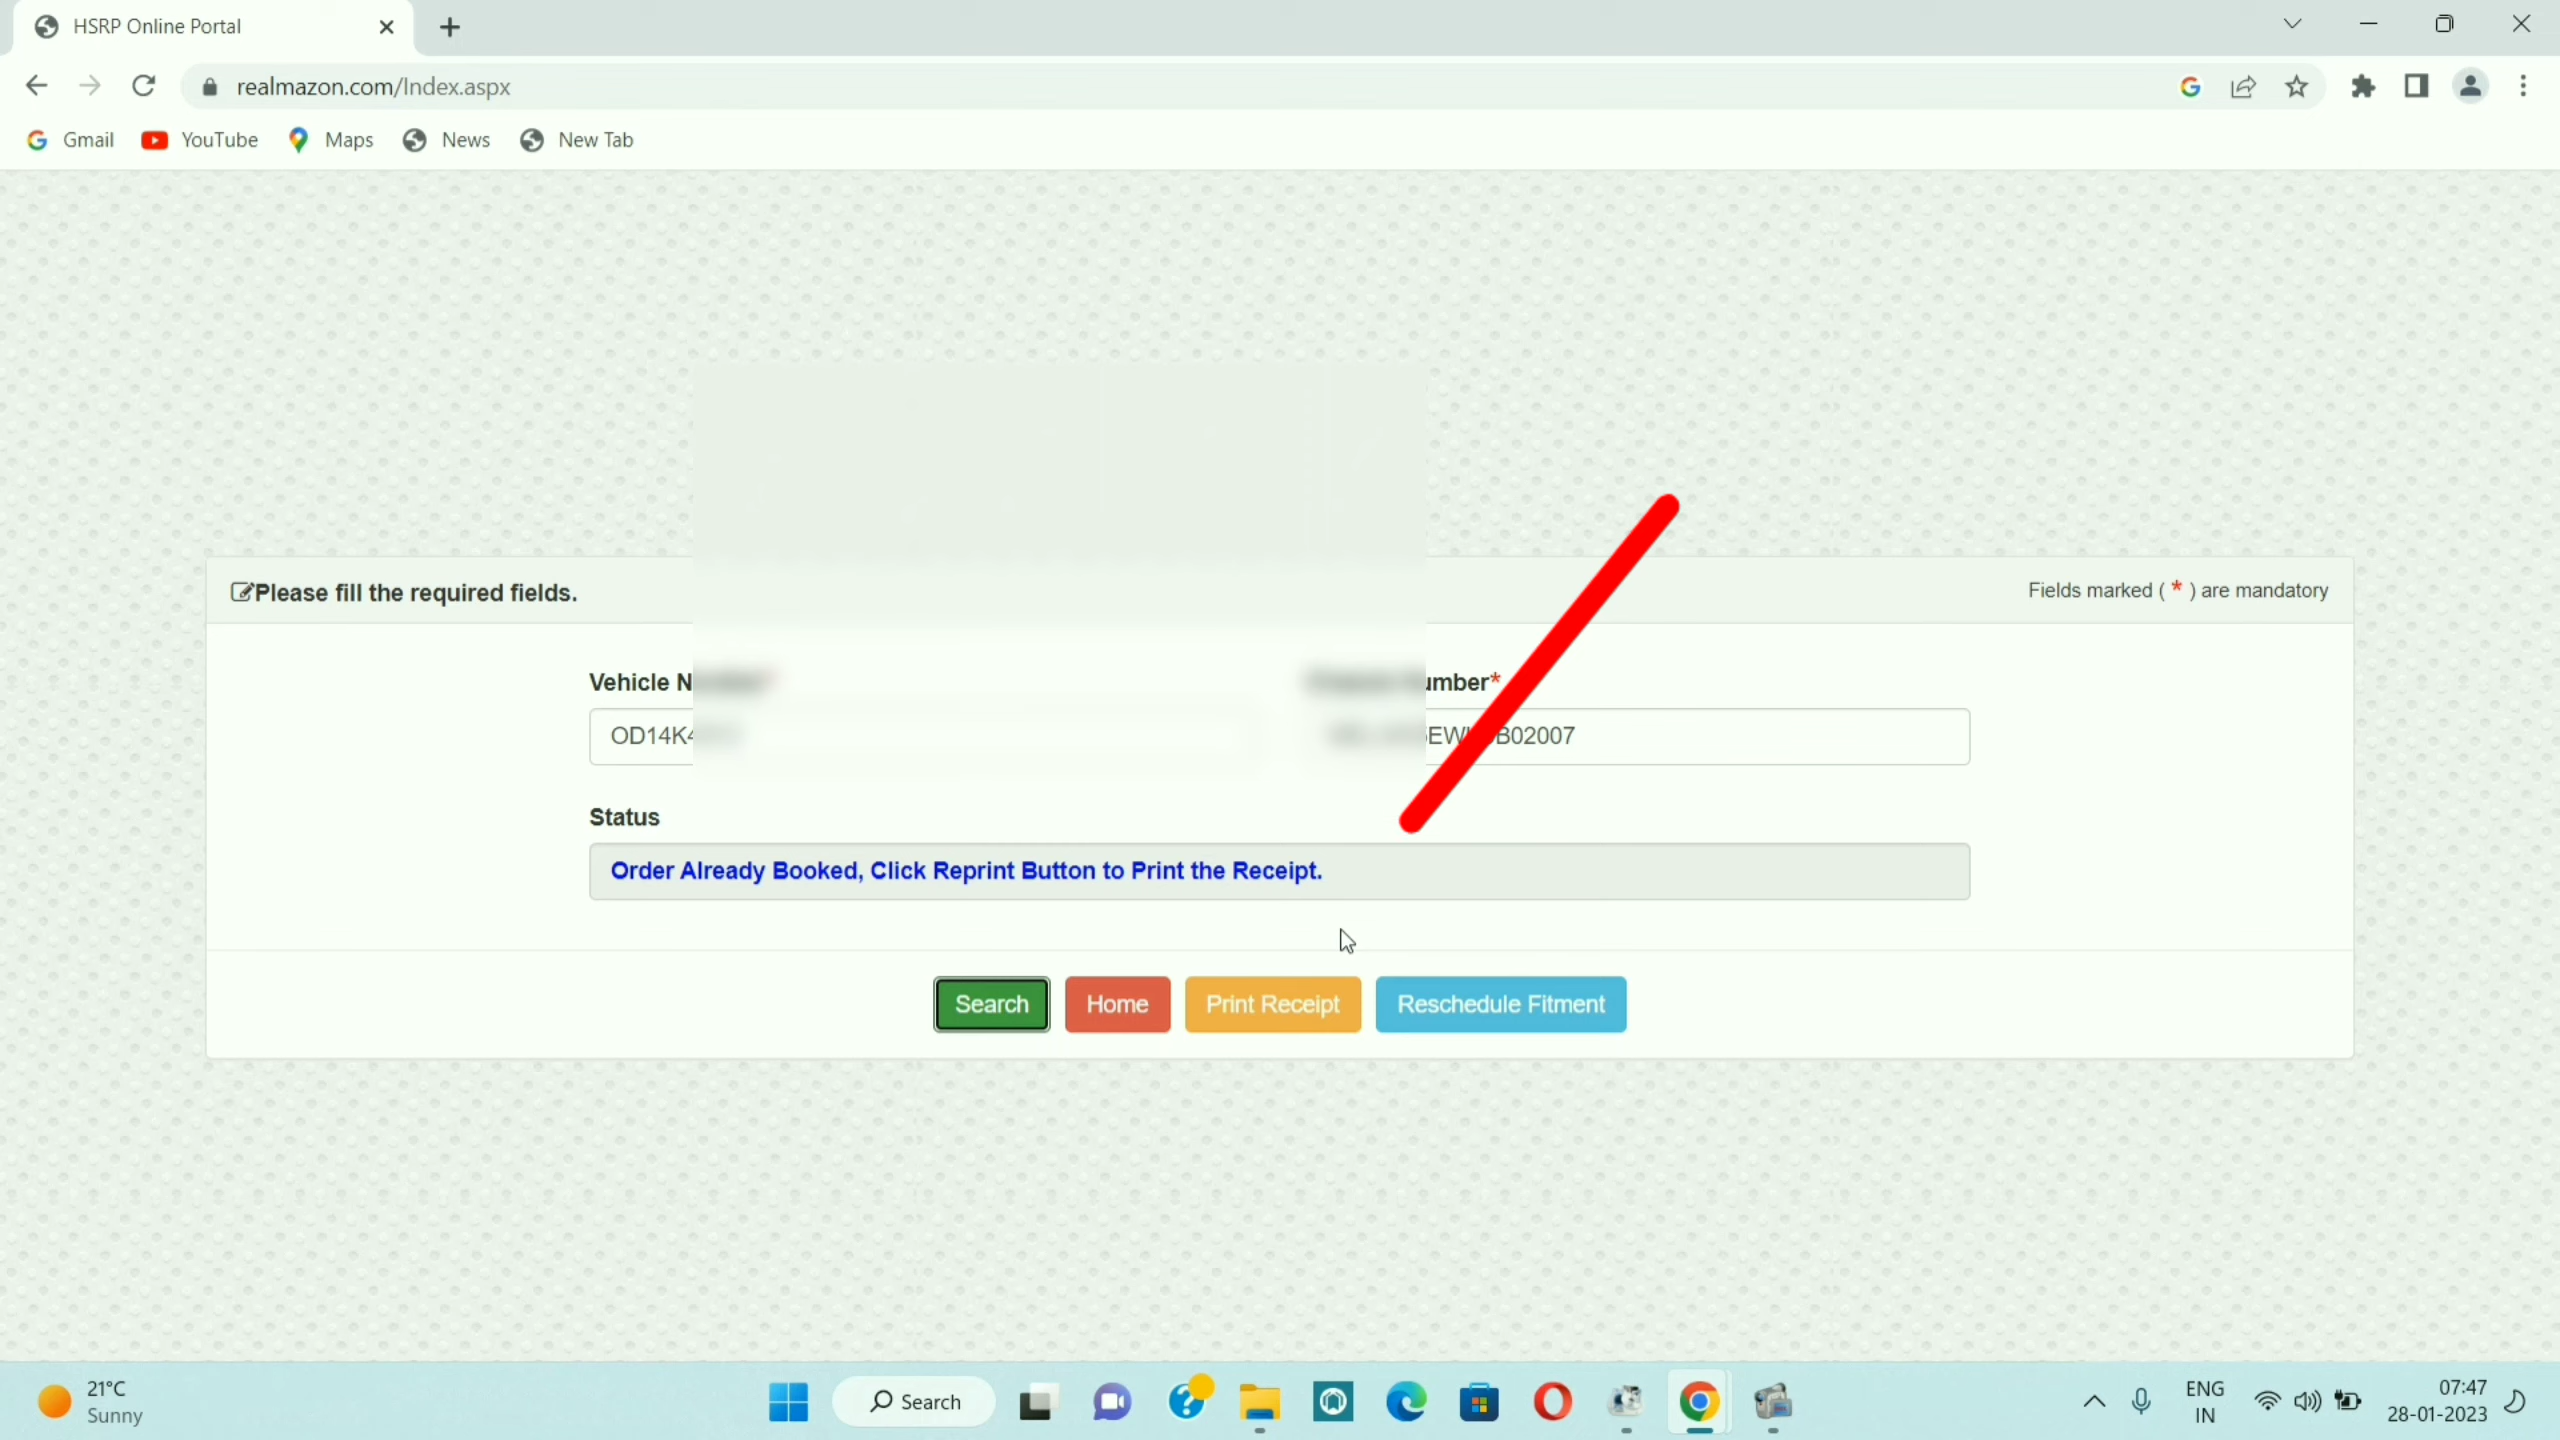 HSRP Online Portal
realmazon.com/Index.aspx
Gmail YouTube Maps News New Tab
Please fill the required fields.
Fields marked ( * ) are mandatory
Vehicle
umber*
OD14K
B02007
Status
Order Already Booked, Click Reprint Button to Print the Receipt.
Search Home Print Receipt Reschedule Fitment
21°C
Sunny
Search
ENG
IN
07:47
28-01-2023